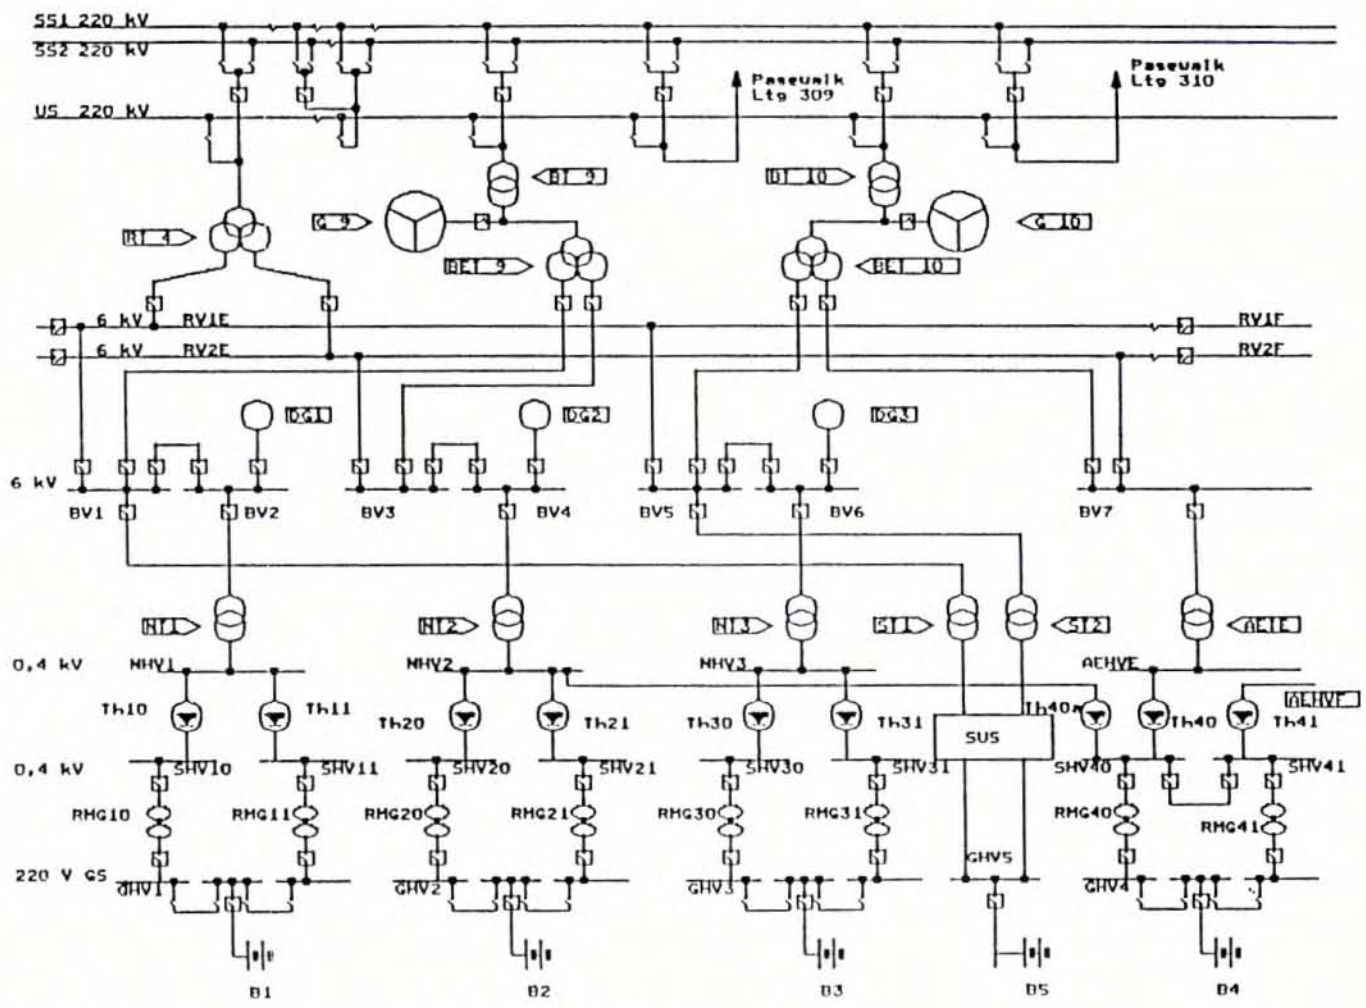 SS1 220 kV
SS2 220 kV
Pasewalk
Ltg 309
Pasewalk
Ltg 310
US 220 kV
BT 9
BT 10
G 9
G 10
RT 4
BET 9
BET 10
6 kV RV1E
RV1F
6 kV RV2E
RV2F
DG1
DG2
DG3
6 kV
BV1
BV2
BV3
BV4
BV5
BV6
BV7
NT1
NT2
NT3
ST1
ST2
AETE
0,4 kV
NHV1
NHV2
NHV3
AEHVE
AEHVF
Th10
Th11
Th20
Th21
Th30
Th31
Th40a
Th40
Th41
SUS
0,4 kV
SHV10
SHV11
SHV20
SHV21
SHV30
SHV31
SHV40
SHV41
RMG10
RMG11
RMG20
RMG21
RMG30
RMG31
RMG40
RMG41
220 V GS
GHV1
GHV2
GHV3
GHV5
GHV4
B1
B2
B3
B5
B4